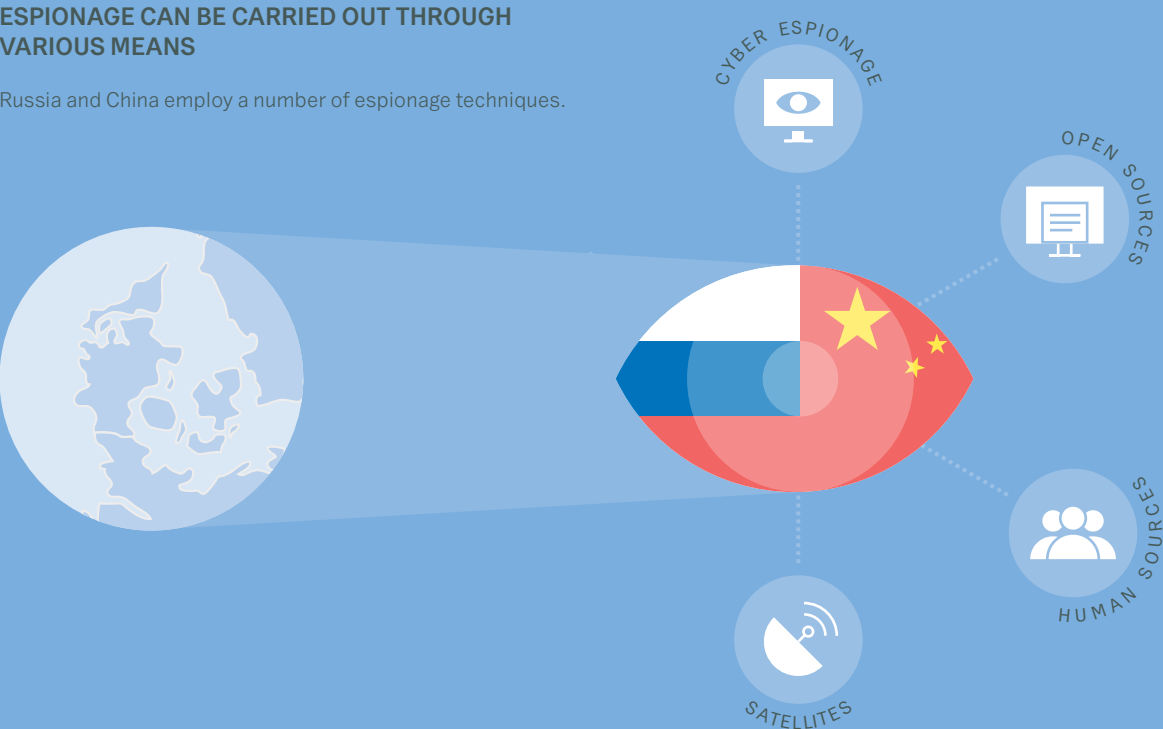 ESPIONAGE CAN BE CARRIED OUT THROUGH
VARIOUS MEANS
Russia and China employ a number of espionage techniques.
CYBER ESPIONAGE
OPEN SOURCES
HUMAN SOURCES
SATELLITES